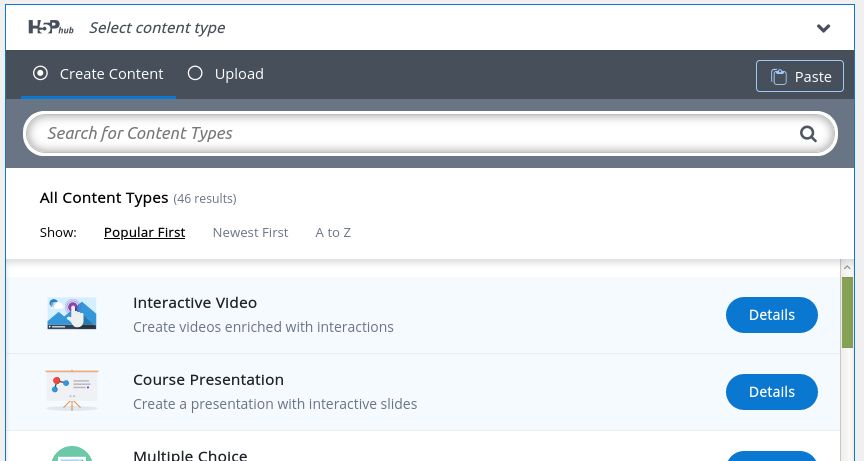 H5P hub Select content type
Create Content Upload Paste
Search for Content Types
All Content Types (46 results)
Show: Popular First Newest First A to Z
Interactive Video
Create videos enriched with interactions
Details
Course Presentation
Create a presentation with interactive slides
Details
Multiple Choice